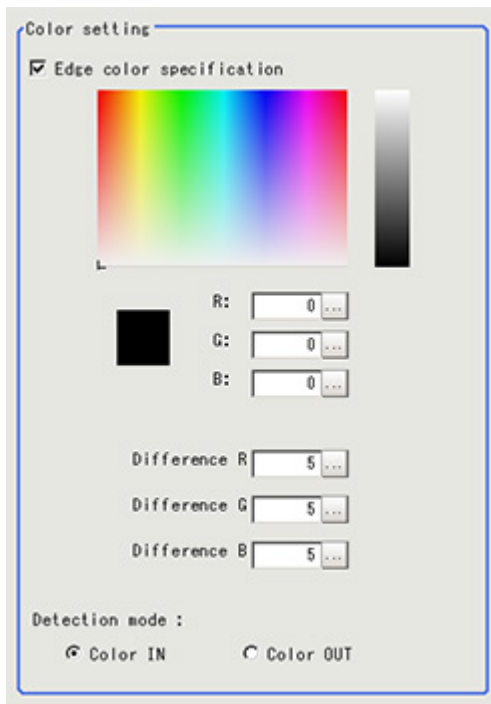 Color setting
Edge color specification
R: 0 ...
G: 0 ...
B: 0 ...
Difference R 5 ...
Difference G 5 ...
Difference B 5 ...
Detection mode :
Color IN Color OUT